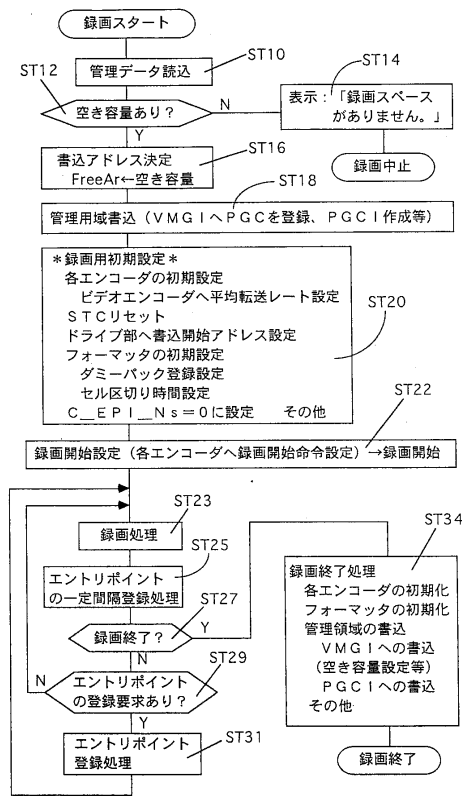 録画スタート
ST10
管理データ読込
ST12
空き容量あり？
N
Y
ST14
表示：「録画スペース
がありません。」
録画中止
ST16
書込アドレス決定
FreeAr←空き容量
ST18
管理用域書込（ＶＭＧＩへＰＧＣを登録、ＰＧＣＩ作成等）
＊録画用初期設定＊
各エンコーダの初期設定
ビデオエンコーダへ平均転送レート設定
ＳＴＣリセット
ドライブ部へ書込開始アドレス設定
フォーマッタの初期設定
ダミーパック登録設定
セル区切り時間設定
Ｃ＿ＥＰＩ＿Ｎｓ＝０に設定　　その他
ST20
ST22
録画開始設定（各エンコーダへ録画開始命令設定）→録画開始
ST23
録画処理
ST25
エントリポイント
の一定間隔登録処理
ST27
録画終了？
Y
N
ST29
エントリポイント
の登録要求あり？
N
Y
ST31
エントリポイント
登録処理
ST34
録画終了処理
各エンコーダの初期化
フォーマッタの初期化
管理領域の書込
ＶＭＧＩへの書込
（空き容量設定等）
ＰＧＣＩへの書込
その他
録画終了